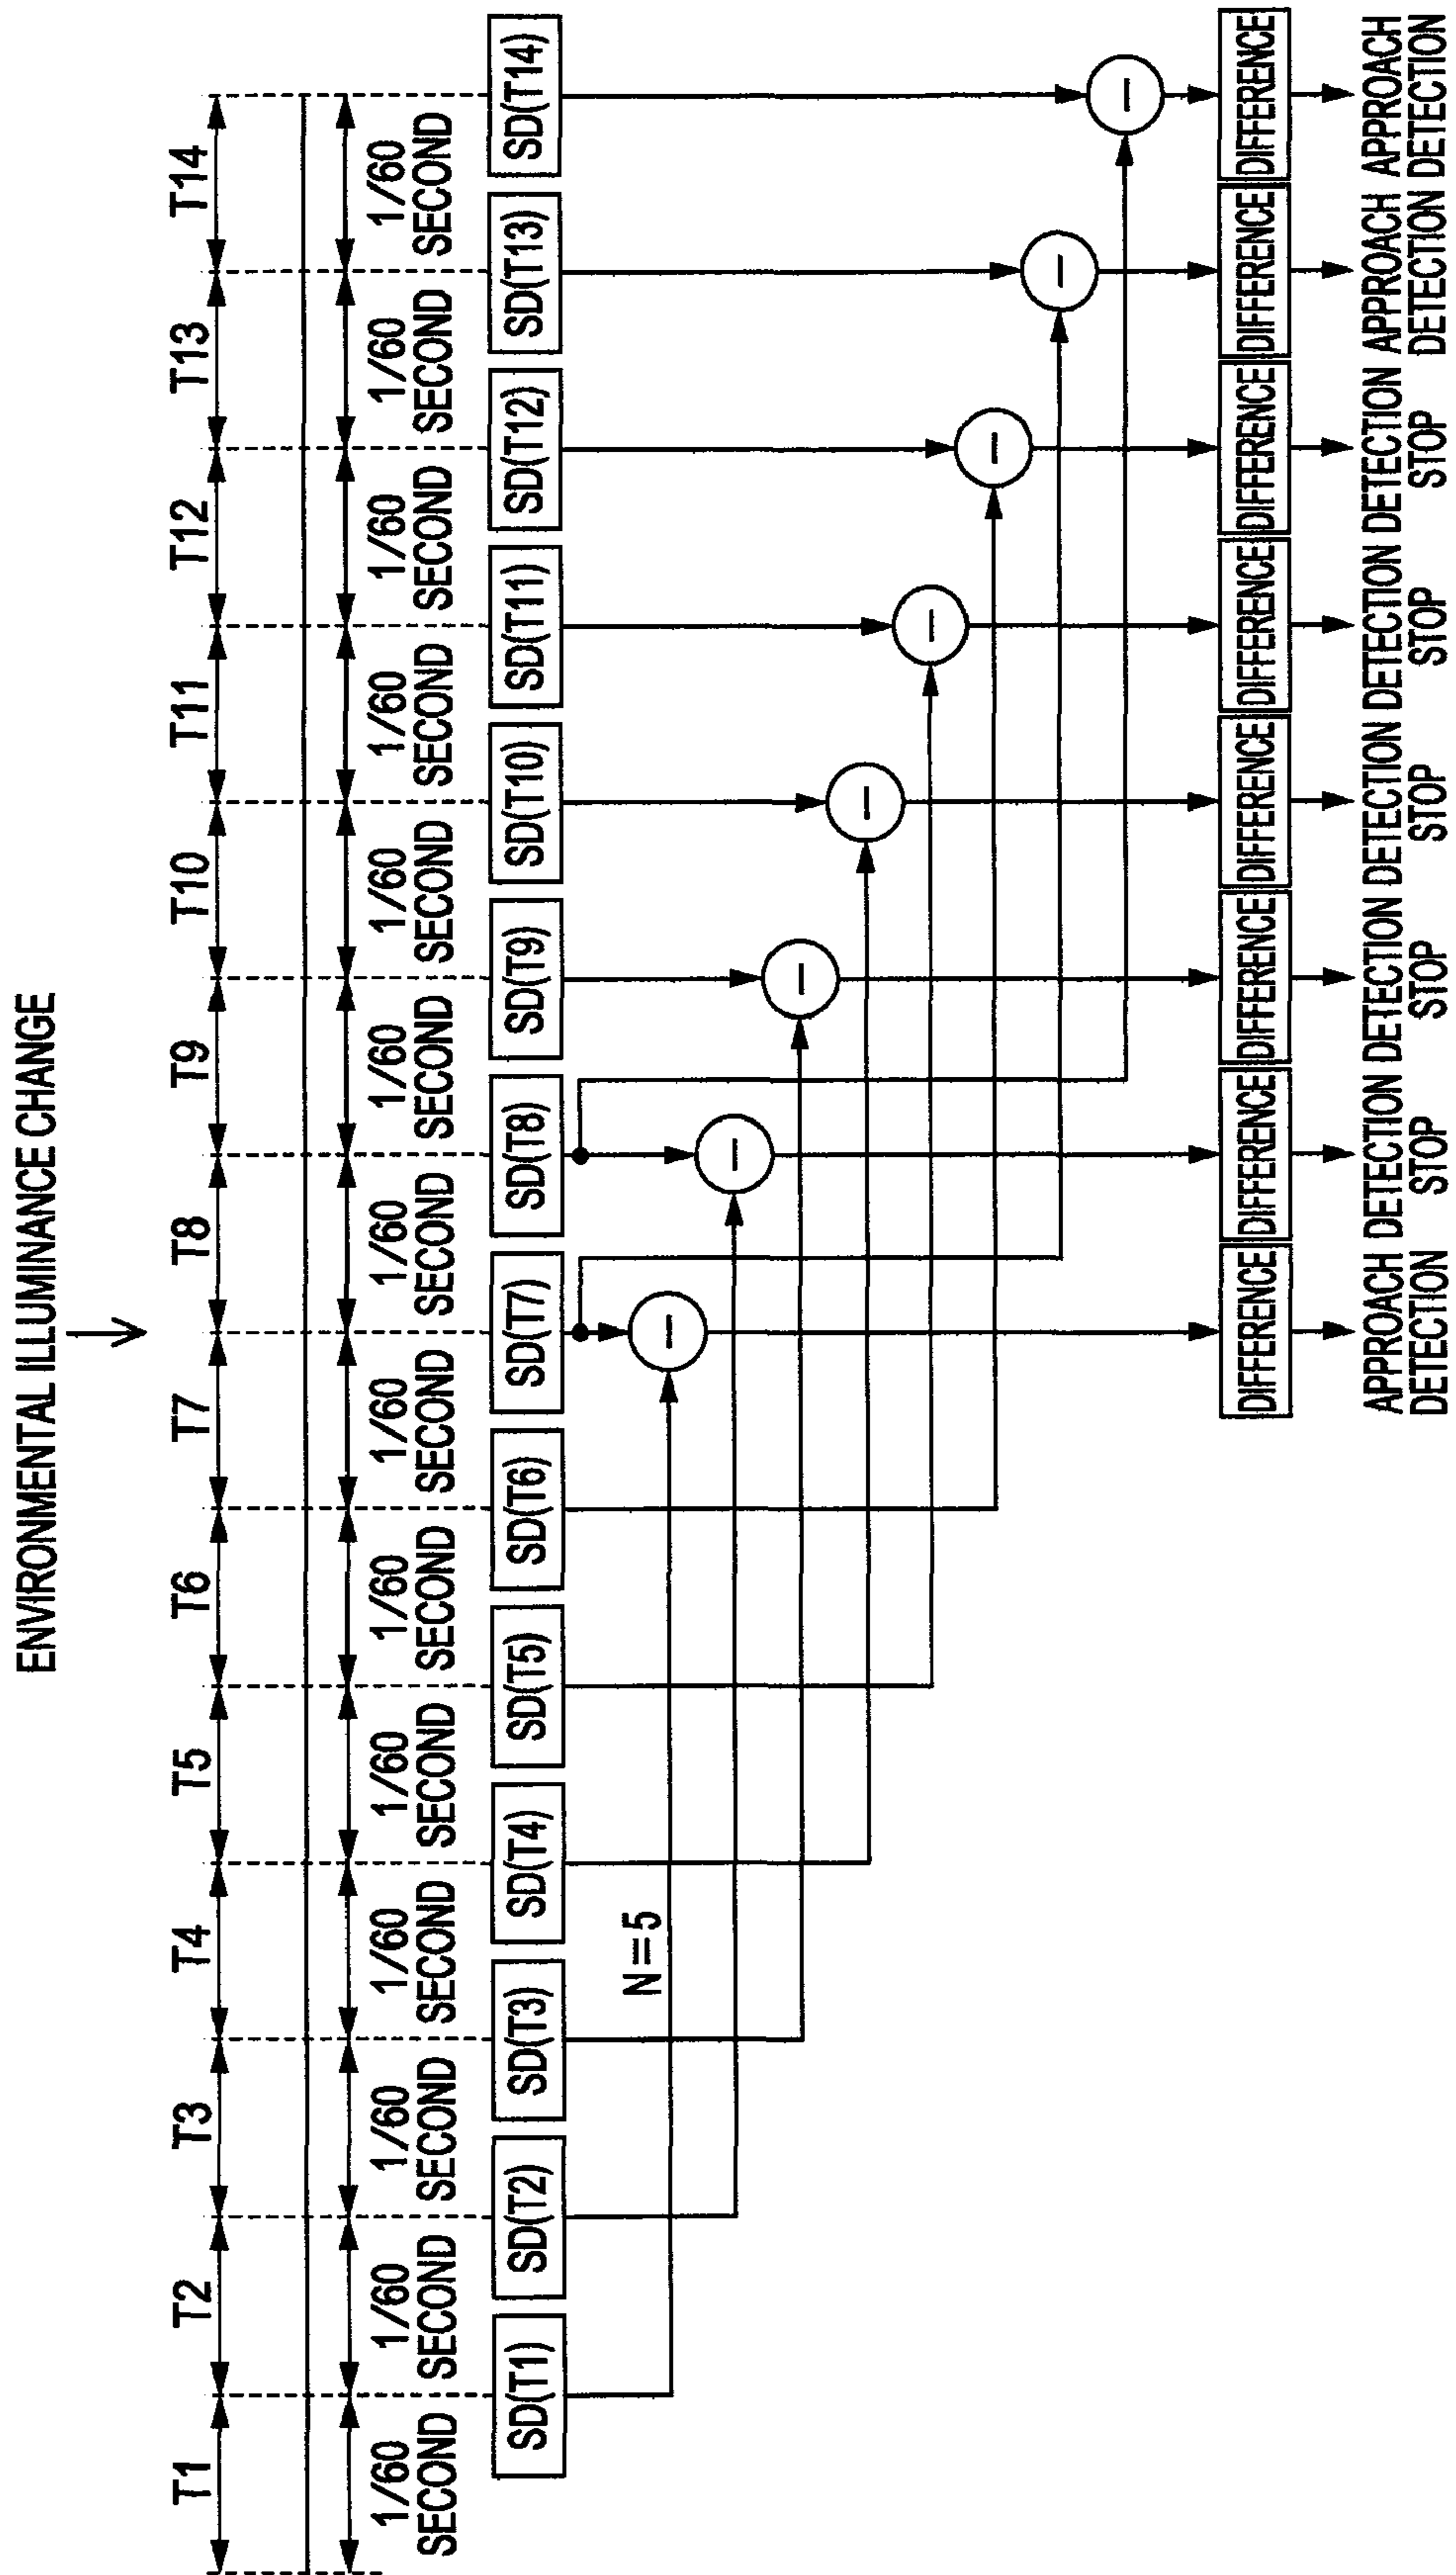 ENVIRONMENTAL ILLUMINANCE CHANGE
T1 T2 T3 T4 T5 T6 T7 T8 T9 T10 T11 T12 T13 T14
1/60 1/60 1/60 1/60 1/60 1/60 1/60 1/60 1/60 1/60 1/60 1/60 1/60 1/60
SECOND SECOND SECOND SECOND SECOND SECOND SECOND SECOND SECOND SECOND SECOND SECOND SECOND SECOND
SD(T1) SD(T2) SD(T3) SD(T4) SD(T5) SD(T6) SD(T7) SD(T8) SD(T9) SD(T10) SD(T11) SD(T12) SD(T13) SD(T14)
N=5
− − − − − − − −
DIFFERENCE DIFFERENCE DIFFERENCE DIFFERENCE DIFFERENCE DIFFERENCE DIFFERENCE DIFFERENCE
APPROACH DETECTION DETECTION DETECTION DETECTION DETECTION APPROACH APPROACH
DETECTION STOP STOP STOP STOP STOP DETECTION DETECTION